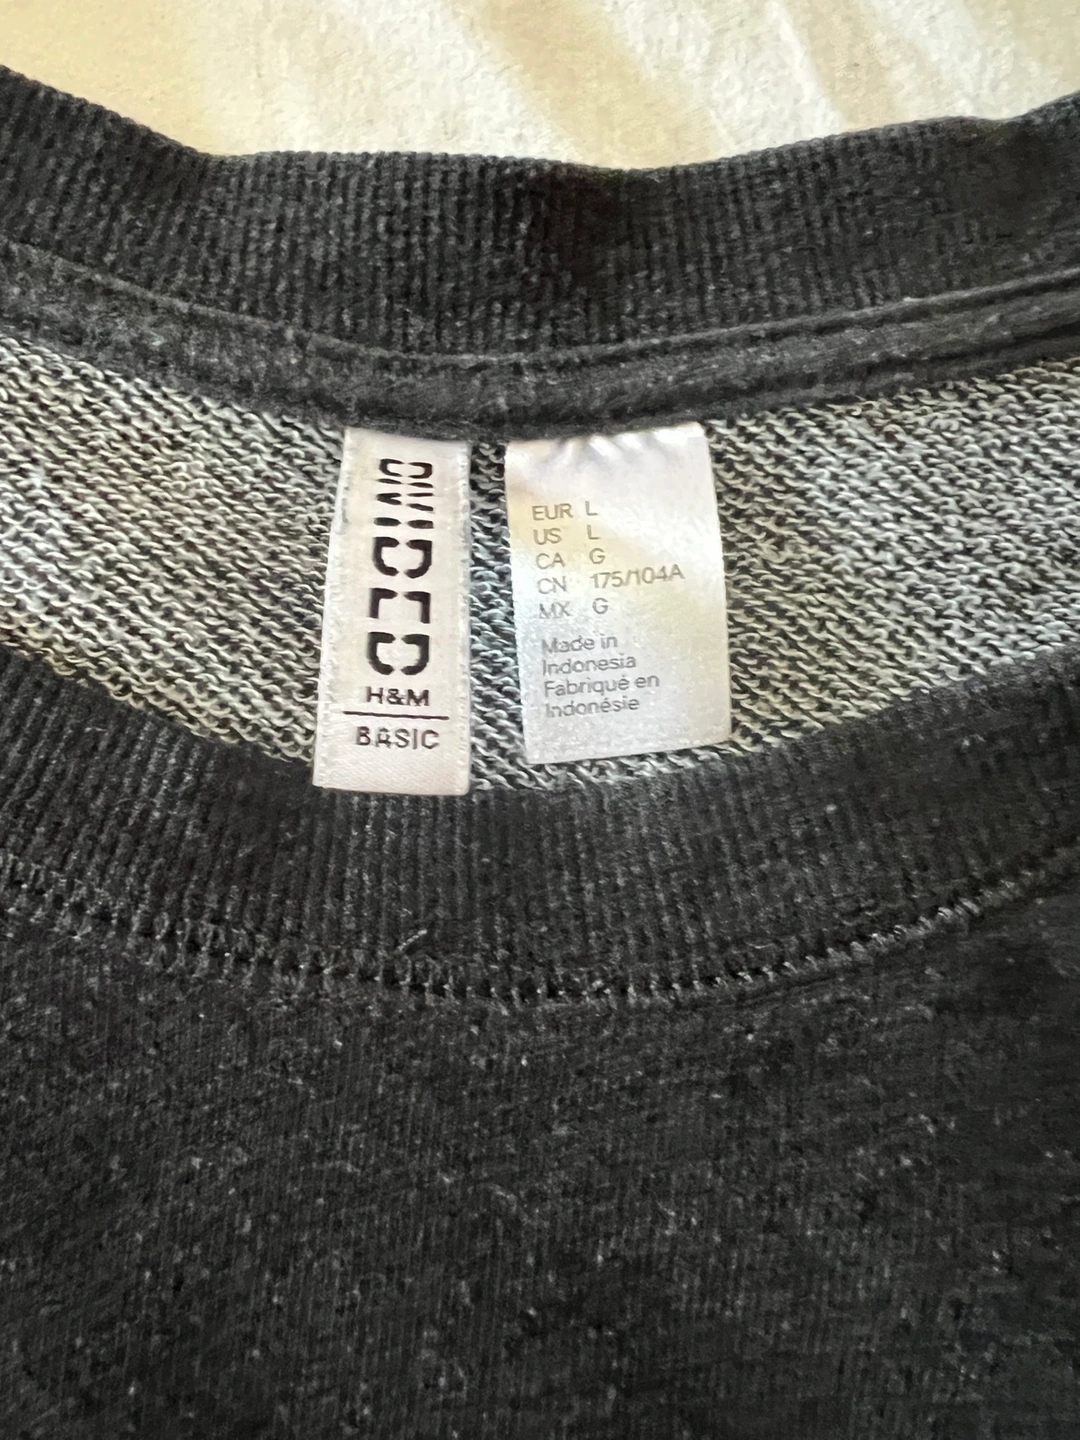 DIVIDED
H&M
BASIC
EUR L
US L
CA G
CN 175/104A
MX G
Made in
Indonesia
Fabriqué en
Indonésie